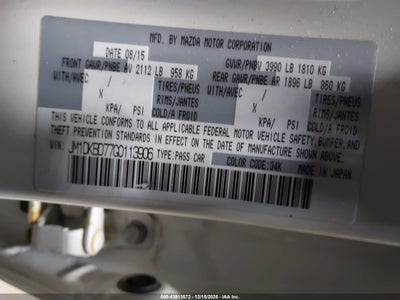 MFD. BY MAZDA MOTOR CORPORATION
DATE 08/15 GVWR/PNBV 3990 LB 1810 KG
FRONT GAWR/PNBE AV 2112 LB 958 KG REAR GAWR/PNBE AR 1896 LB 860 KG
WITH/AVEC / TIRES/PNEUS WITH/AVEC / TIRES/PNEUS
X RIMS/JANTES X RIMS/JANTES
/ KPA/ PSI COLD/A FROID / KPA/ PSI COLD/A FROID
THIS VEHICLE CONFORMS TO ALL APPLICABLE FEDERAL MOTOR VEHICLE SAFETY, BUMPER, AND
THEFT PREVENTION STANDARDS IN EFFECT ON THE DATE OF MANUFACTURE SHOWN ABOVE.
VIN: JM1DKBD77G0113906 TYPE: PASS CAR COLOR CODE: 34K MADE IN JAPAN
500-43913572 - 12/15/2025 - IAA Inc.